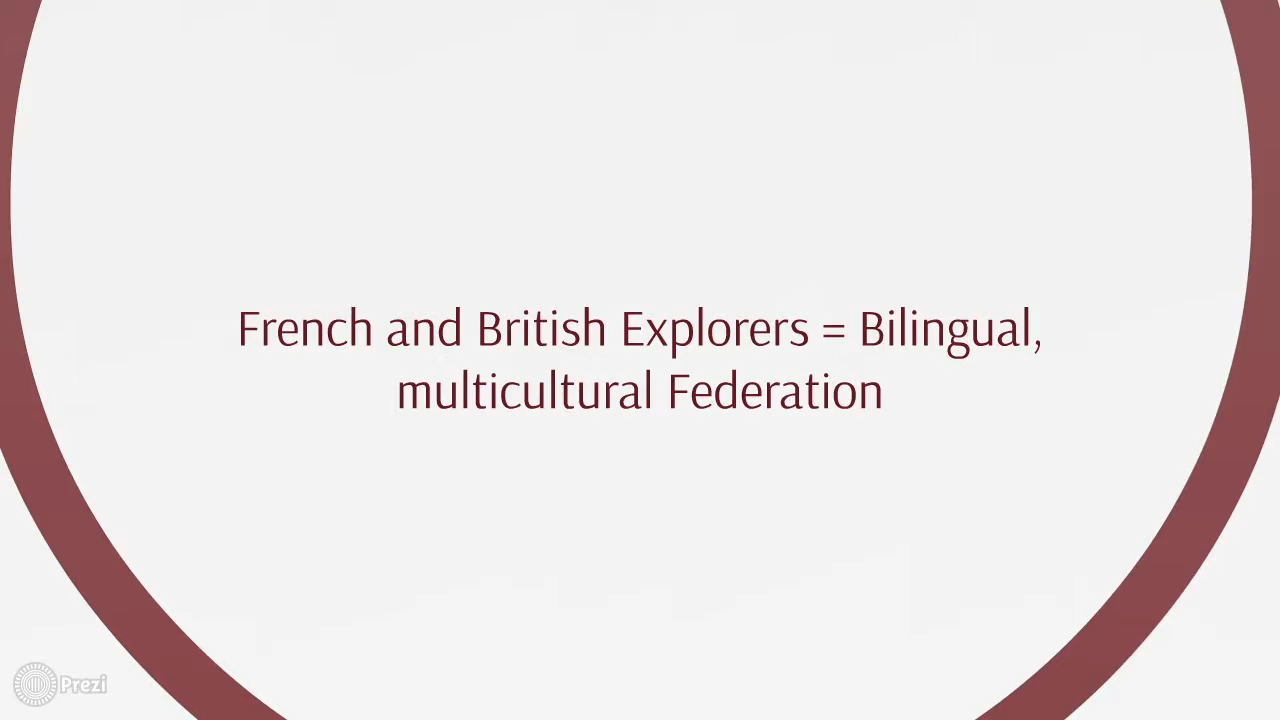 French and British Explorers = Bilingual,
multicultural Federation
Prezi